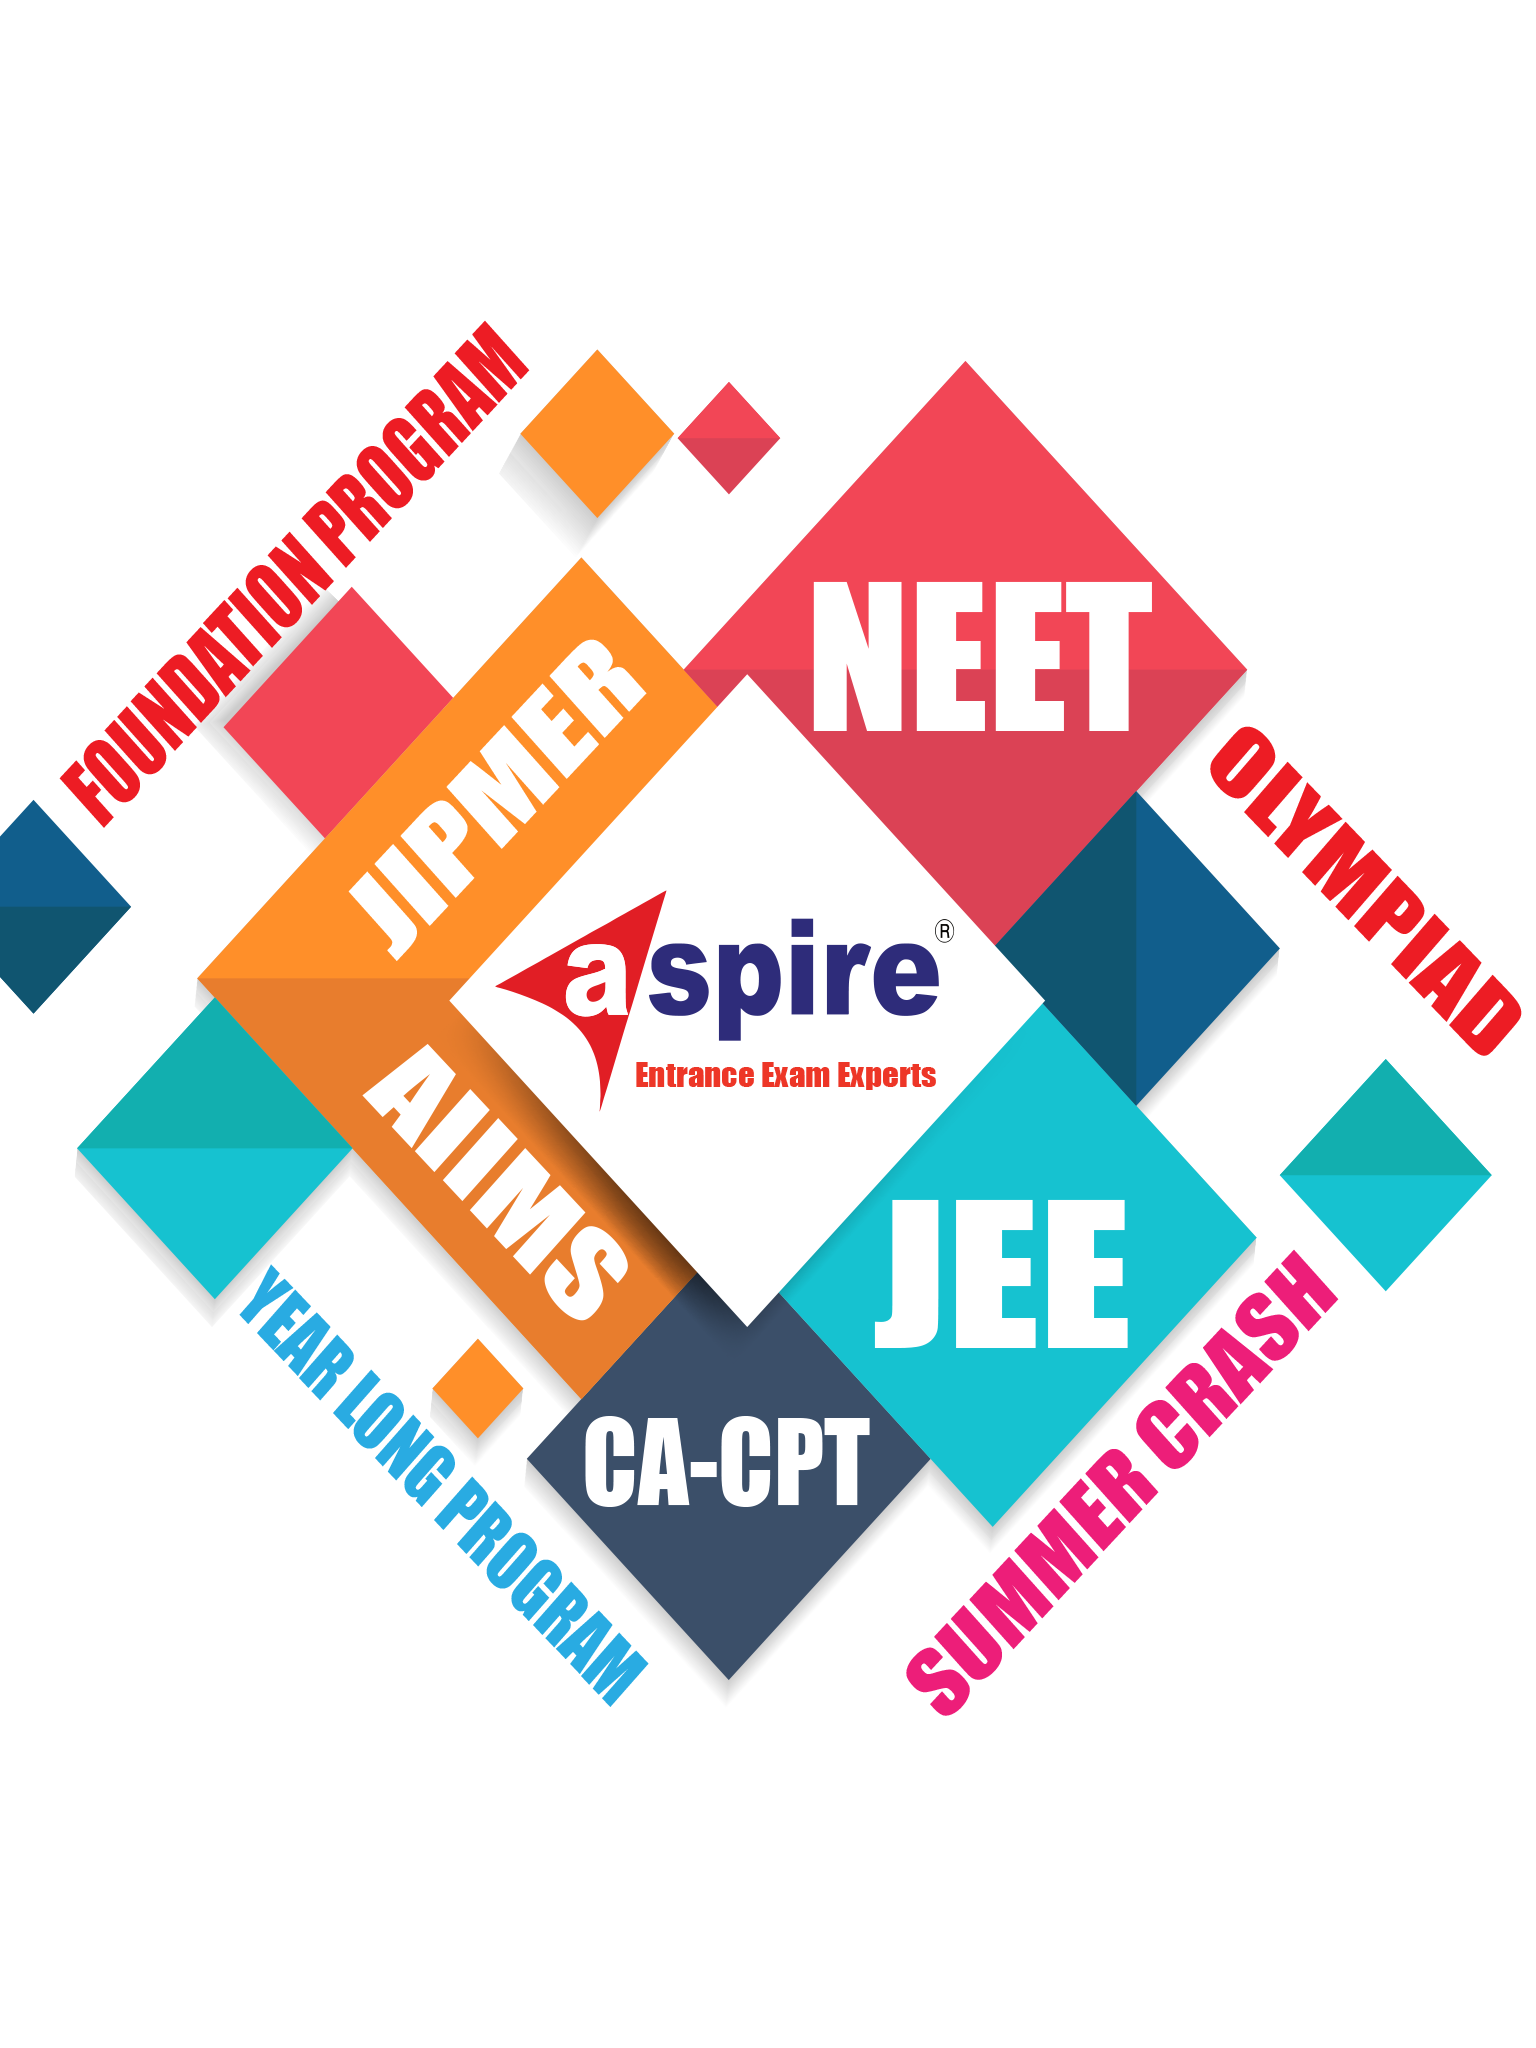 FOUNDATION PROGRAM
NEET
JIPMER
OLYMPIAD
aspire®
Entrance Exam Experts
AIIMS
JEE
CA-CPT
YEAR LONG PROGRAM
SUMMER CRASH